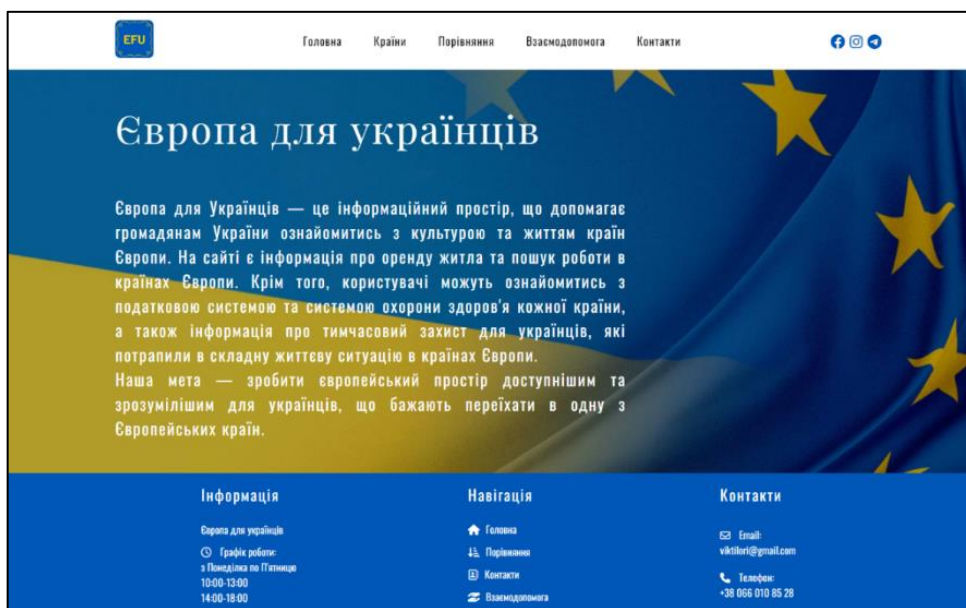 EFU
Головна Країни Порівняння Взаємодопомога Контакти
Європа для українців
Європа для Українців — це інформаційний простір, що допомагає
громадянам України ознайомитись з культурою та життям країн
Європи. На сайті є інформація про оренду житла та пошук роботи в
країнах Європи. Крім того, користувачі можуть ознайомитись з
податковою системою та системою охорони здоров'я кожної країни,
а також інформація про тимчасовий захист для українців, які
потрапили в складну життєву ситуацію в країнах Європи.
Наша мета — зробити європейський простір доступнішим та
зрозумілішим для українців, що бажають переїхати в одну з
Європейських країн.
Інформація
Європа для українців
Графік роботи:
з Понеділка по П'ятницю
10:00-13:00
14:00-18:00
Навігація
Головна
Порівняння
Контакти
Взаємодопомога
Контакти
Email:
viktilori@gmail.com
Телефон:
+38 066 010 85 28